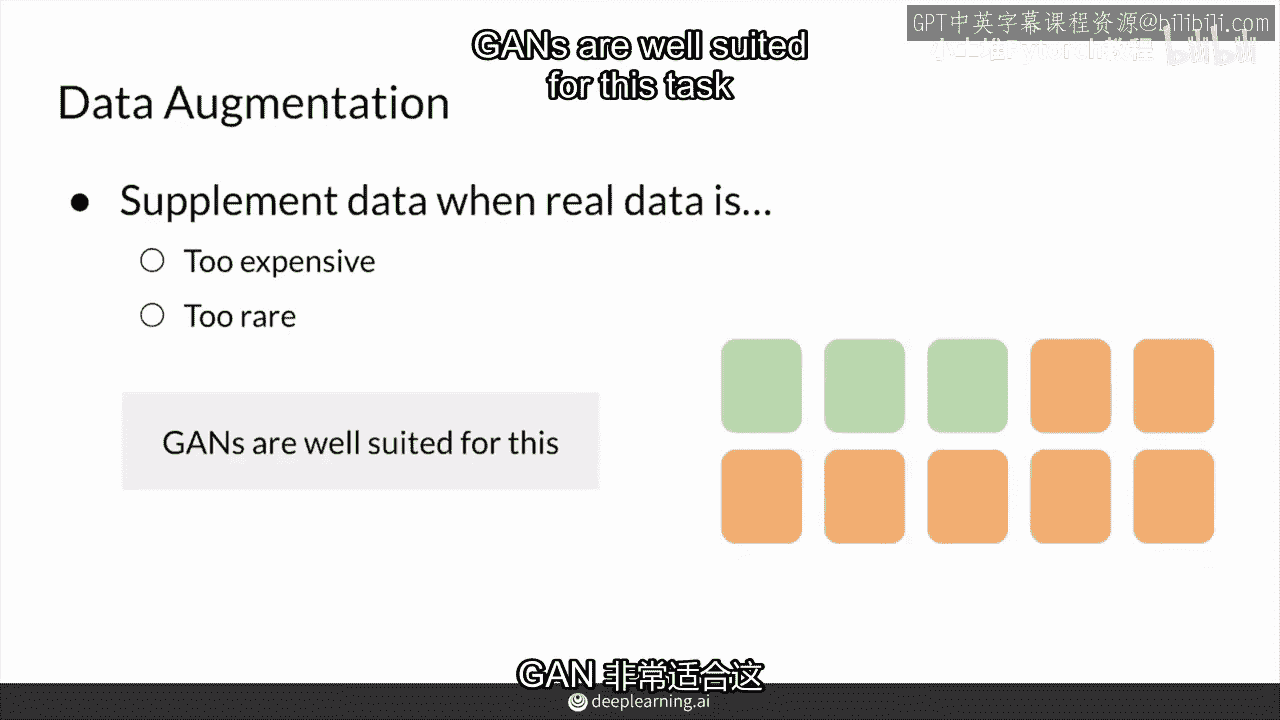 GPT中英字幕课程资源@bilibili.com
GANs are well suited
for this task
Data Augmentation
● Supplement data when real data is...
○ Too expensive
○ Too rare
GANs are well suited for this
GAN 非常适合这
deeplearning.ai